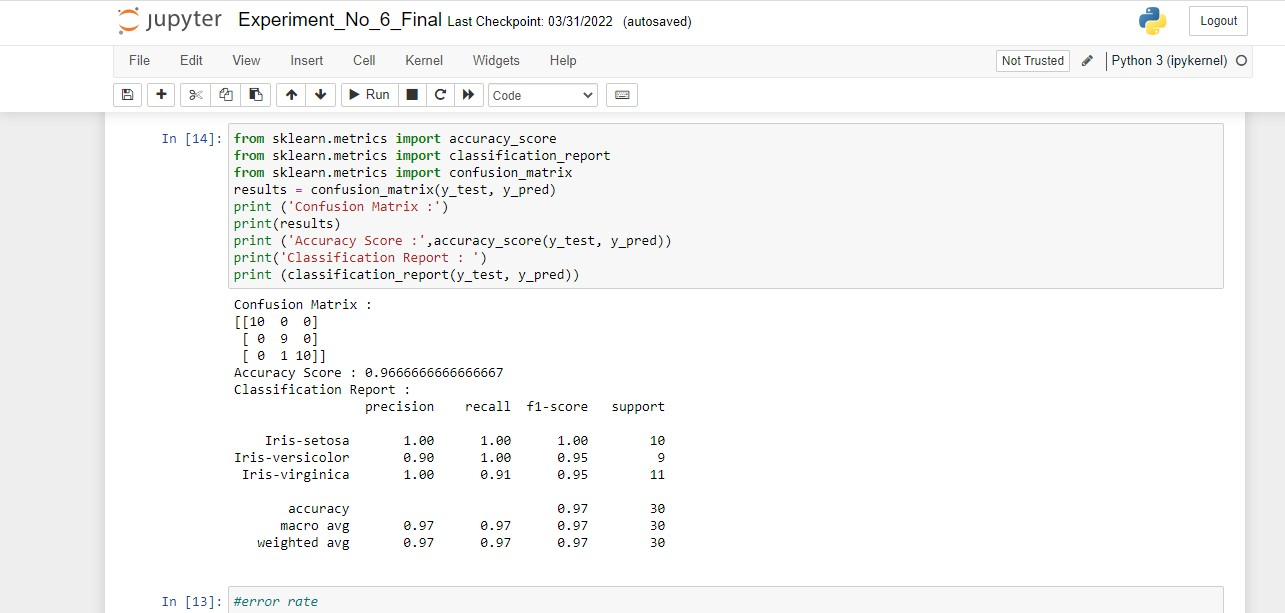 jupyter Experiment_No_6_Final Last Checkpoint: 03/31/2022 (autosaved) Logout
File Edit View Insert Cell Kernel Widgets Help Not Trusted Python 3 (ipykernel)
Run Code
In [14]: from sklearn.metrics import accuracy_score
from sklearn.metrics import classification_report
from sklearn.metrics import confusion_matrix
results = confusion_matrix(y_test, y_pred)
print ('Confusion Matrix :')
print(results)
print ('Accuracy Score :',accuracy_score(y_test, y_pred))
print('Classification Report : ')
print (classification_report(y_test, y_pred))
Confusion Matrix :
[[10  0  0]
 [ 0  9  0]
 [ 0  1 10]]
Accuracy Score : 0.9666666666666667
Classification Report :
precision recall f1-score support
Iris-setosa 1.00 1.00 1.00 10
Iris-versicolor 0.90 1.00 0.95 9
Iris-virginica 1.00 0.91 0.95 11
accuracy 0.97 30
macro avg 0.97 0.97 0.97 30
weighted avg 0.97 0.97 0.97 30
In [13]: #error rate